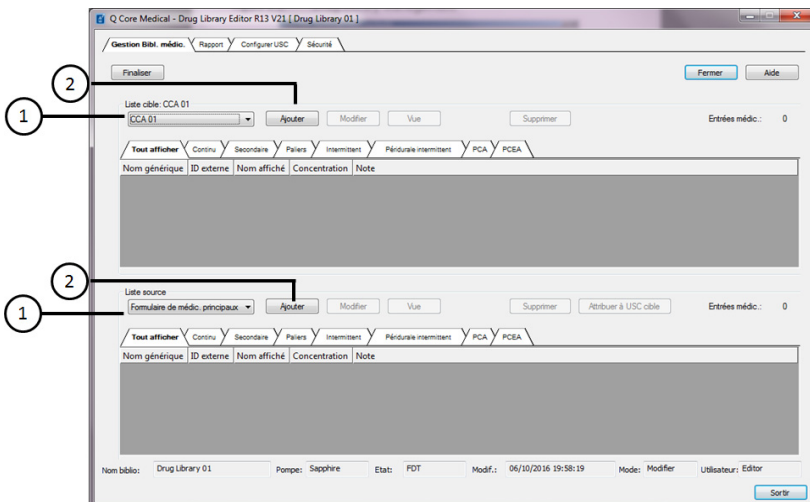 Q Core Medical - Drug Library Editor R13 V21 [ Drug Library 01 ]
Gestion Bibl. médic. Rapport Configurer USC Sécurité
Finaliser Fermer Aide
2
Liste cible: CCA 01
1 CCA 01 Ajouter Modifier Vue Supprimer Entrées médic.: 0
Tout afficher Continu Secondaire Paliers Intermittent Péridurale intermittent PCA PCEA
Nom générique ID externe Nom affiché Concentration Note
2
Liste source
1 Formulaire de médic. principaux Ajouter Modifier Vue Supprimer Attribuer à USC cible Entrées médic.: 0
Tout afficher Continu Secondaire Paliers Intermittent Péridurale intermittent PCA PCEA
Nom générique ID externe Nom affiché Concentration Note
Nom biblio: Drug Library 01 Pompe: Sapphire Etat: FDT Modif.: 06/10/2016 19:58:19 Mode: Modifier Utilisateur: Editor
Sortir